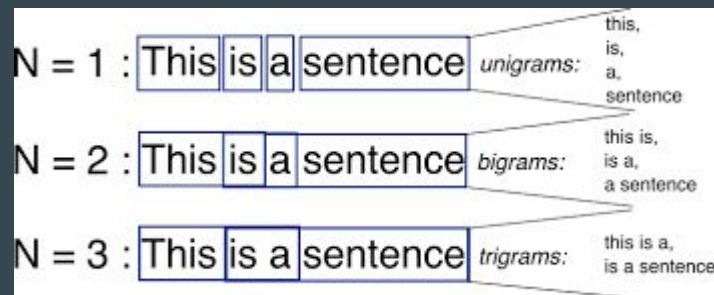 N = 1 : This is a sentence unigrams:
this,
is,
a,
sentence
N = 2 : This is a sentence bigrams:
this is,
is a,
a sentence
N = 3 : This is a sentence trigrams:
this is a,
is a sentence